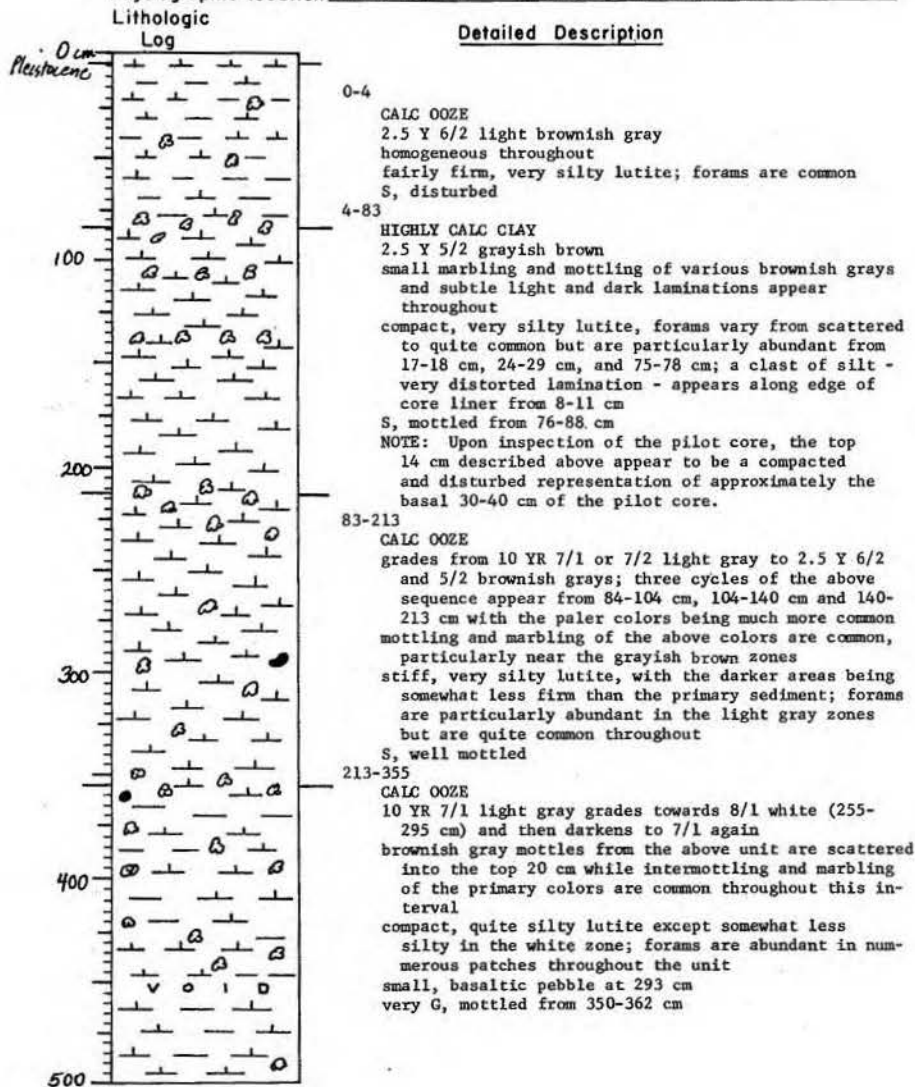 Lithologic
Log
Detailed Description
0 cm
Pleistocene
0-4
CALC OOZE
2.5 Y 6/2 light brownish gray
homogeneous throughout
fairly firm, very silty lutite; forams are common
S, disturbed
4-83
HIGHLY CALC CLAY
2.5 Y 5/2 grayish brown
100
small marbling and mottling of various brownish grays
and subtle light and dark laminations appear
throughout
compact, very silty lutite, forams vary from scattered
to quite common but are particularly abundant from
17-18 cm, 24-29 cm, and 75-78 cm; a clast of silt -
very distorted lamination - appears along edge of
core liner from 8-11 cm
S, mottled from 76-88 cm
NOTE: Upon inspection of the pilot core, the top
200
14 cm described above appear to be a compacted
and disturbed representation of approximately the
basal 30-40 cm of the pilot core.
83-213
CALC OOZE
grades from 10 YR 7/1 or 7/2 light gray to 2.5 Y 6/2
and 5/2 brownish grays; three cycles of the above
sequence appear from 84-104 cm, 104-140 cm and 140-
213 cm with the paler colors being much more common
mottling and marbling of the above colors are common,
particularly near the grayish brown zones
300
stiff, very silty lutite, with the darker areas being
somewhat less firm than the primary sediment; forams
are particularly abundant in the light gray zones
but are quite common throughout
S, well mottled
213-355
CALC OOZE
10 YR 7/1 light gray grades towards 8/1 white (255-
295 cm) and then darkens to 7/1 again
brownish gray mottles from the above unit are scattered
400
into the top 20 cm while intermottling and marbling
of the primary colors are common throughout this in-
terval
compact, quite silty lutite except somewhat less
silty in the white zone; forams are abundant in num-
merous patches throughout the unit
small, basaltic pebble at 293 cm
VOID
very G, mottled from 350-362 cm
500